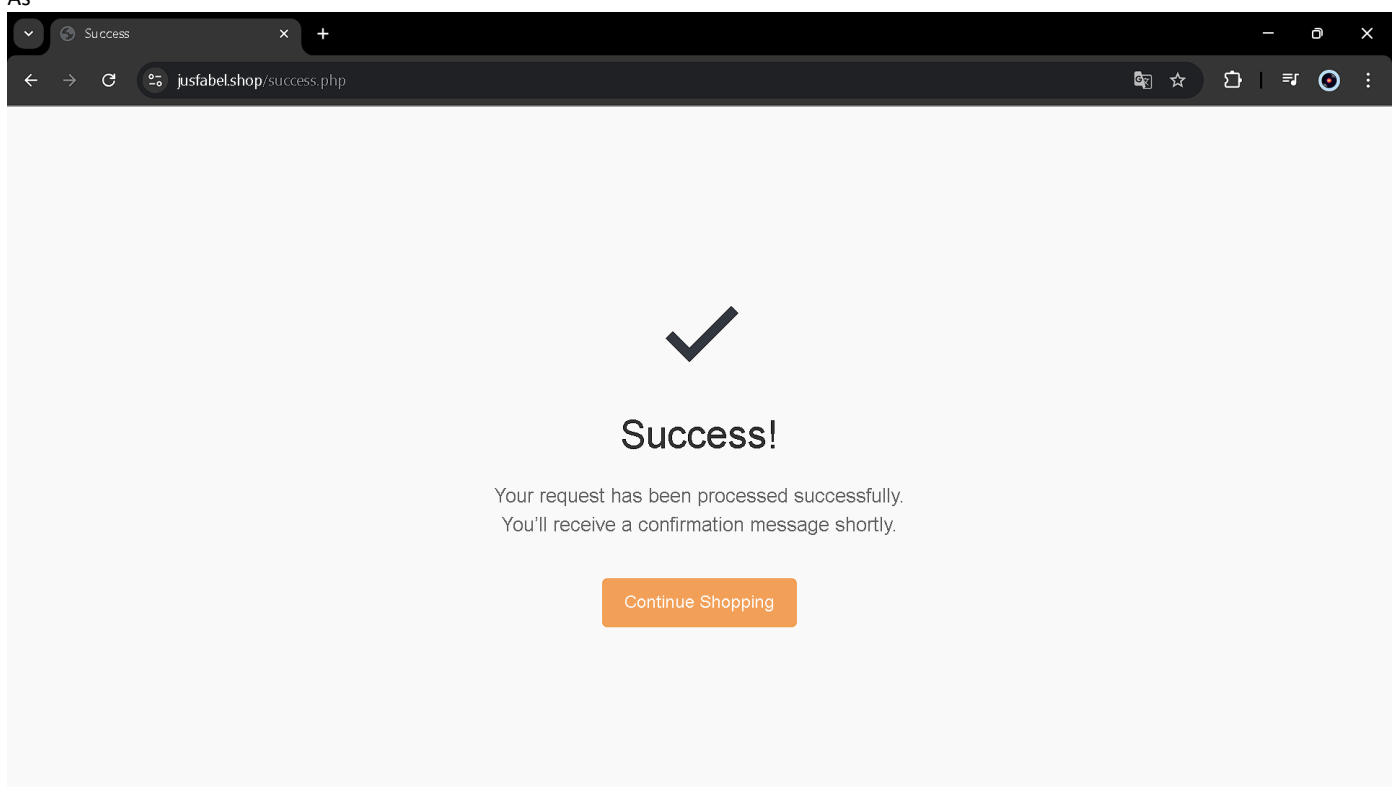 As
Success
jusfabel.shop/success.php
Success!
Your request has been processed successfully.
You’ll receive a confirmation message shortly.
Continue Shopping